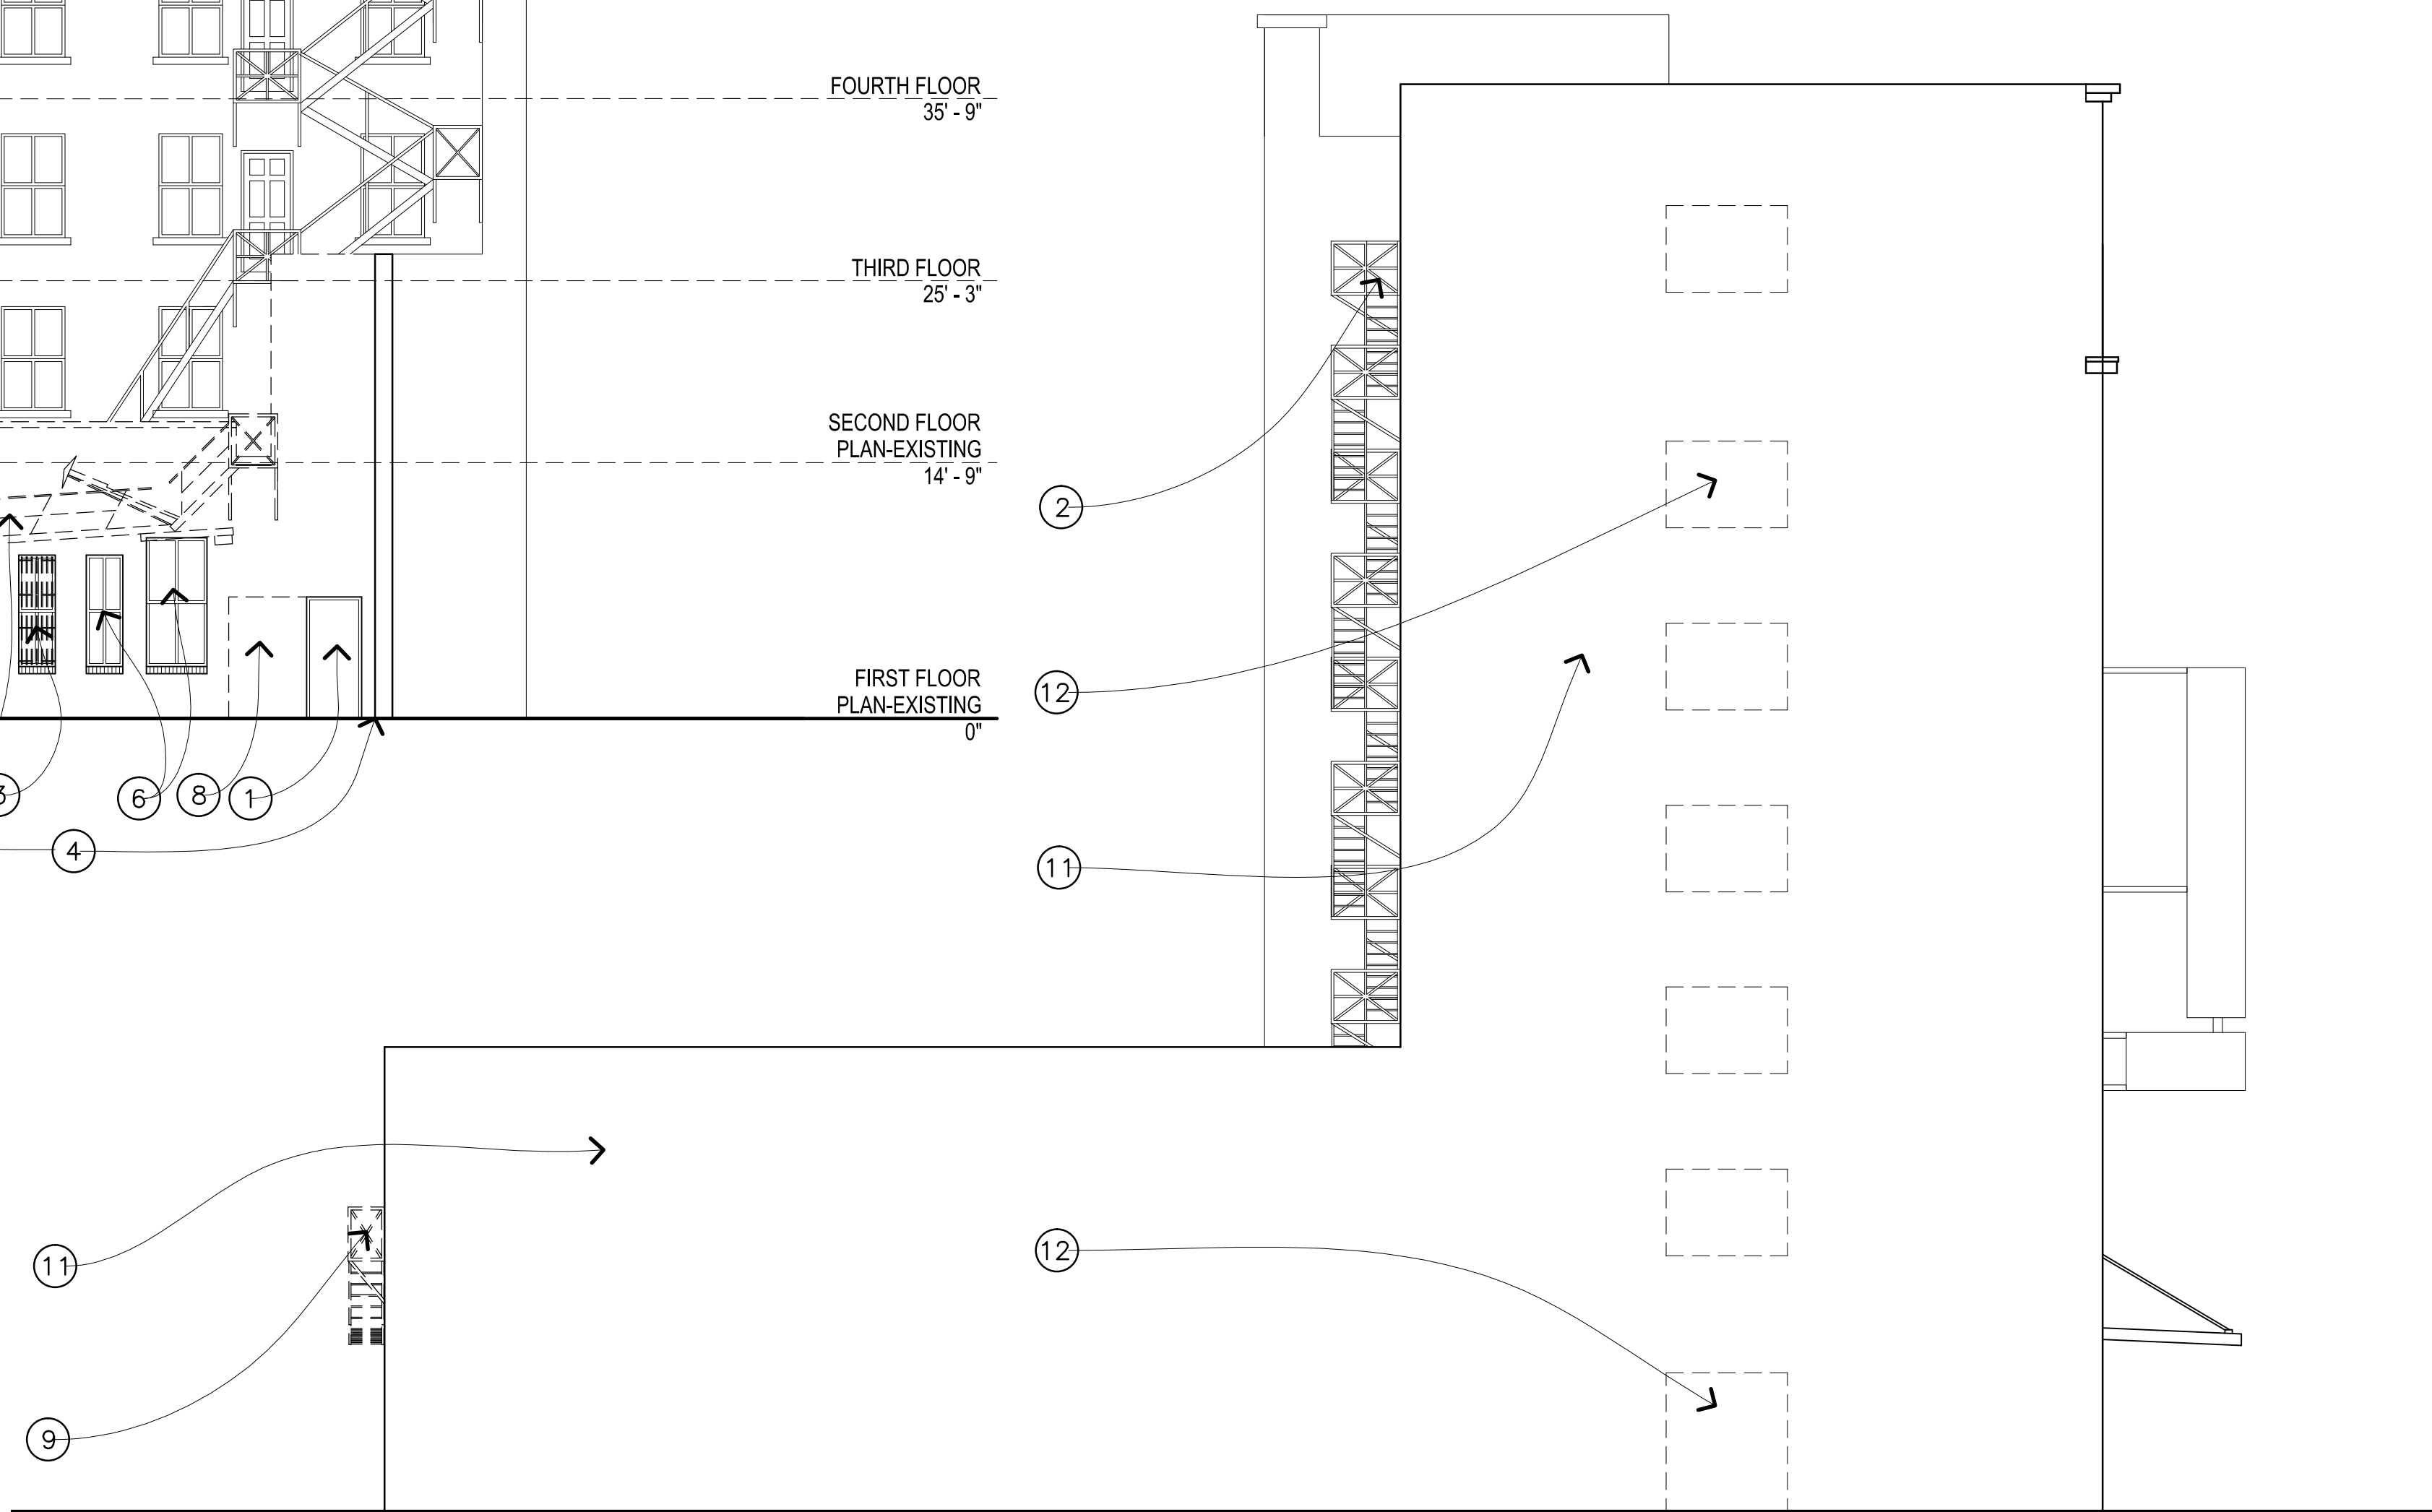 FOURTH FLOOR
35' - 9"
THIRD FLOOR
25' - 3"
SECOND FLOOR
PLAN-EXISTING
14' - 9"
FIRST FLOOR
PLAN-EXISTING
0"
6
8
1
4
2
12
11
11
12
9